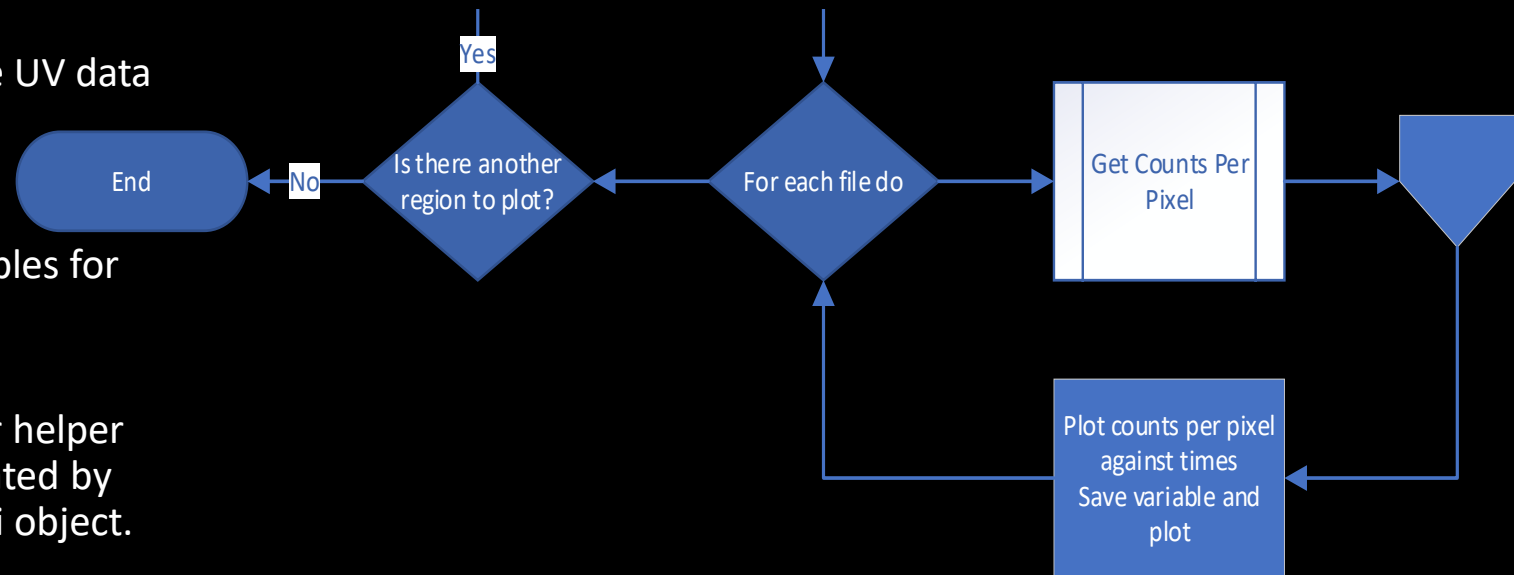 UV data
bles for
helper
ted by
object.
Yes
No
End
Is there another
region to plot?
For each file do
Get Counts Per
Pixel
Plot counts per pixel
against times
Save variable and
plot